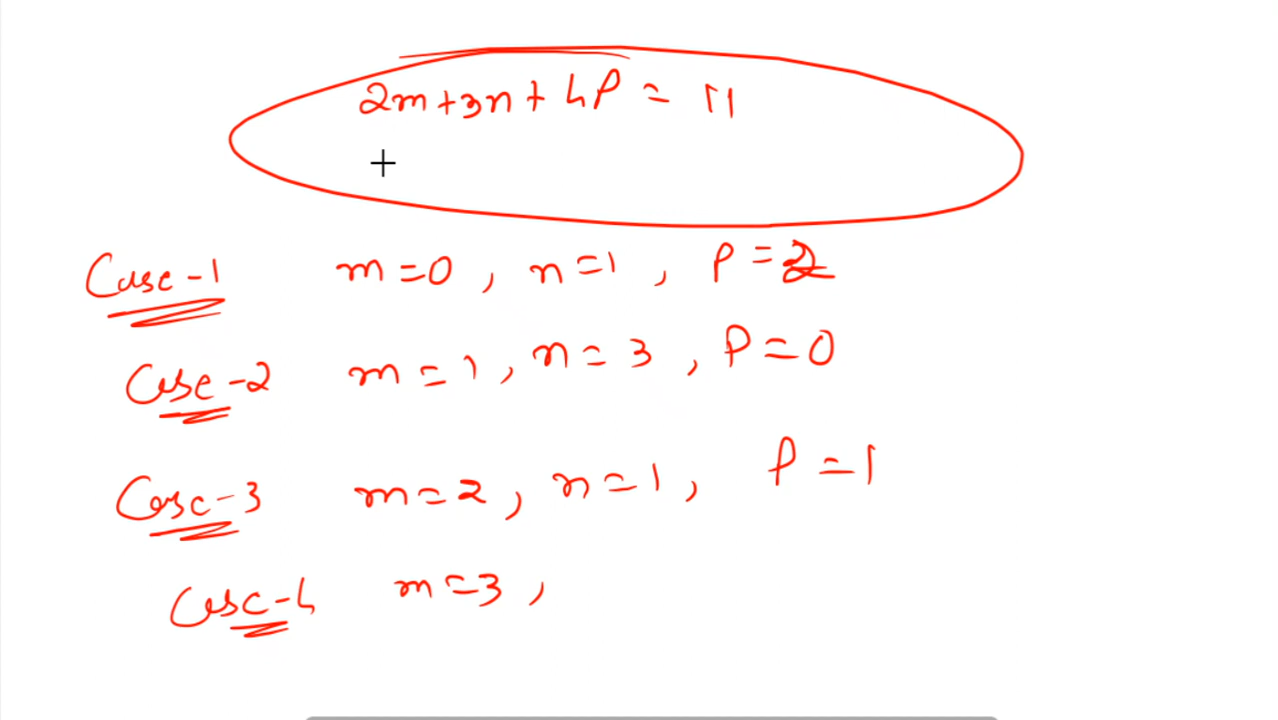 2m+3n+4P = 11
Case-1 m=0, n=1, P=2
Case-2 m=1, n=3, P=0
Case-3 m=2, n=1, P=1
Case-4 m=3,